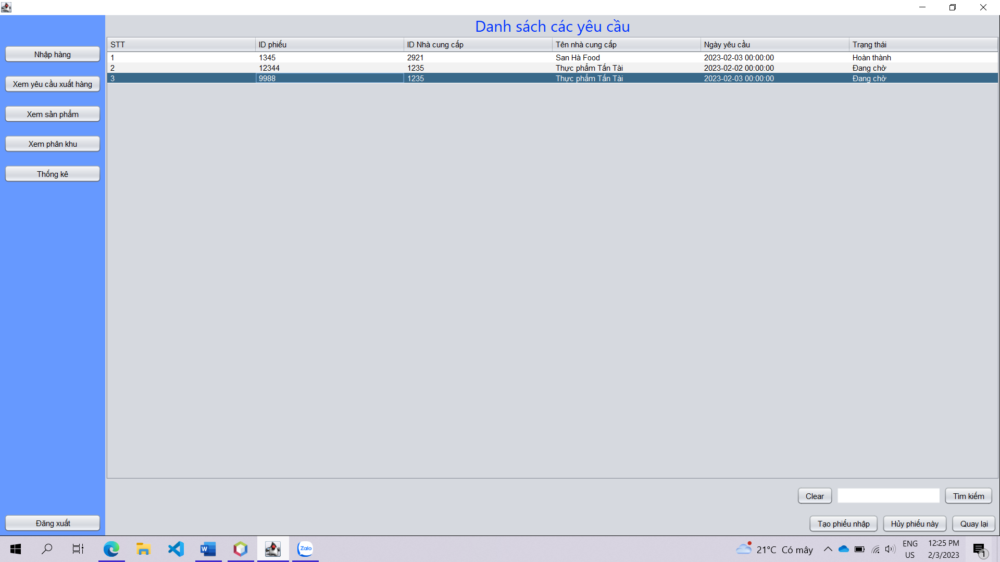 Danh sách các yêu cầu
Nhập hàng
Xem yêu cầu xuất hàng
Xem sản phẩm
Xem phân khu
Thống kê
Đăng xuất
STT ID phiếu ID Nhà cung cấp Tên nhà cung cấp Ngày yêu cầu Trạng thái
1 1345 2921 San Hà Food 2023-02-03 00:00:00 Hoàn thành
2 12344 1235 Thực phẩm Tấn Tài 2023-02-02 00:00:00 Đang chờ
3 9988 1235 Thực phẩm Tấn Tài 2023-02-03 00:00:00 Đang chờ
Clear Tìm kiếm
Tạo phiếu nhập Hủy phiếu này Quay lại
W Zalo 21°C Có mây ENG US 12:25 PM 2/3/2023 1